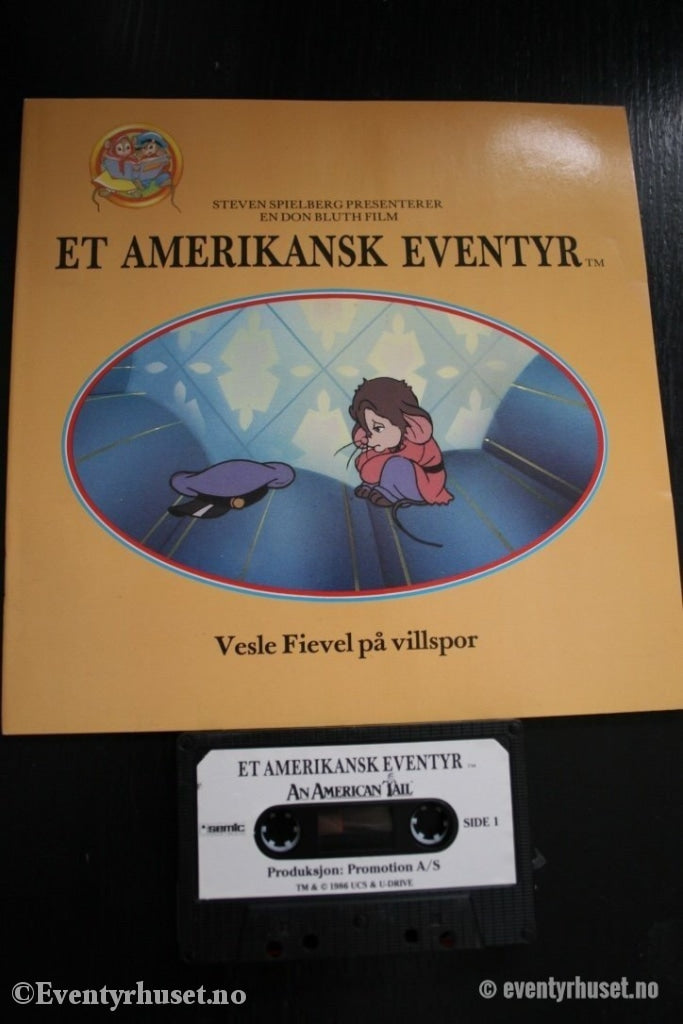 STEVEN SPIELBERG PRESENTERER
EN DON BLUTH FILM
ET AMERIKANSK EVENTYR™
Vesle Fievel på villspor
ET AMERIKANSK EVENTYR™
AN AMERICAN TAIL
semic
SIDE 1
Produksjon: Promotion A/S
TM & © 1986 UCS & U-DRIVE
©Eventyrhuset.no
© eventyrhuset.no